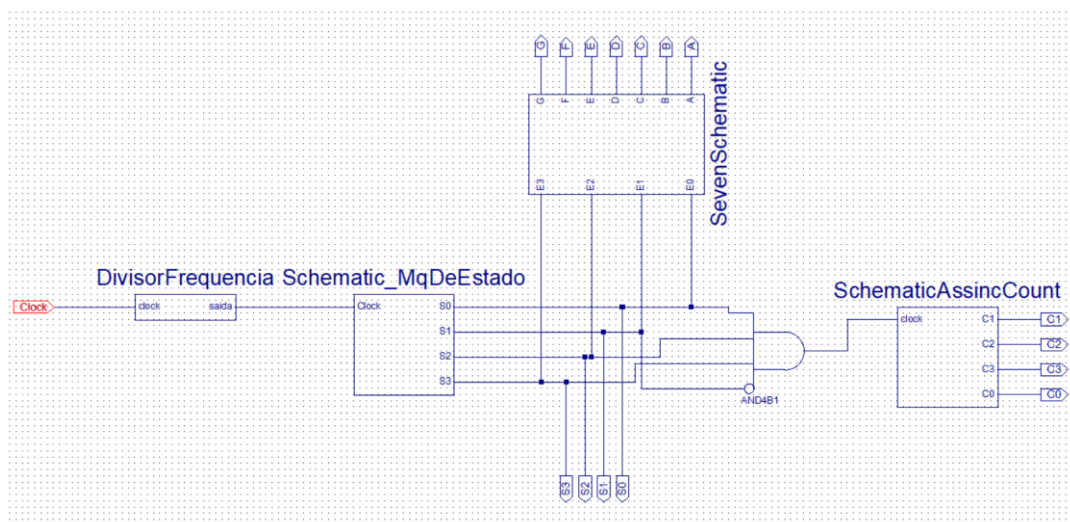 G F E D C B A
G F E D C B A
SevenSchematic
E3 E2 E1 E0
DivisorFrequencia Schematic_MqDeEstado
SchematicAssincCount
Clock clock saida Clock S0
S1
S2
S3
clock C1 C1
C2 C2
C3 C3
C0 C0
AND4B1
S3 S2 S1 S0